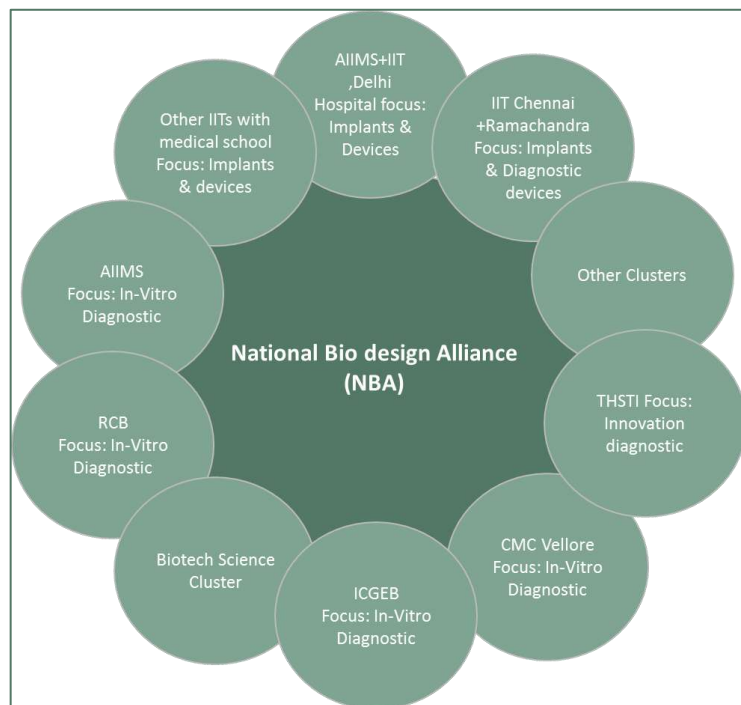 AIIMS+IIT
,Delhi
Hospital focus:
Implants &
Devices
IIT Chennai
+Ramachandra
Focus: Implants
& Diagnostic
devices
Other Clusters
THSTI Focus:
Innovation
diagnostic
CMC Vellore
Focus: In-Vitro
Diagnostic
ICGEB
Focus: In-Vitro
Diagnostic
Biotech Science
Cluster
RCB
Focus: In-Vitro
Diagnostic
AIIMS
Focus: In-Vitro
Diagnostic
Other IITs with
medical school
Focus: Implants
& devices
National Bio design Alliance
(NBA)